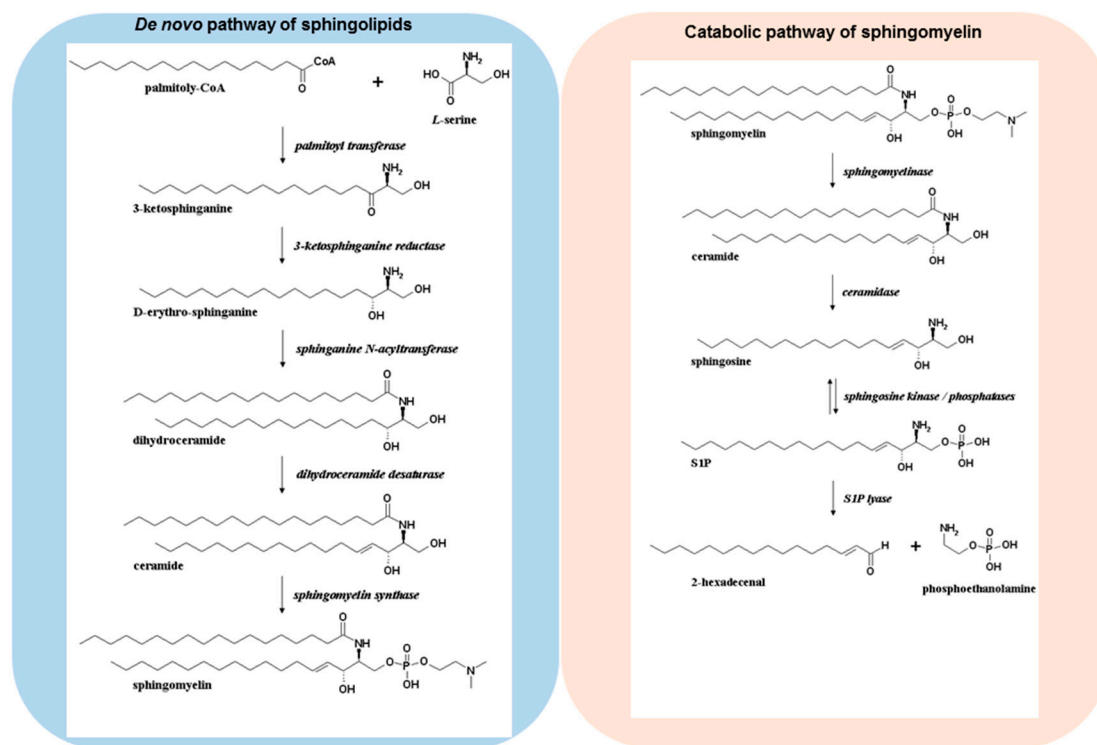 De novo pathway of sphingolipids
CoA
O
palmitoly-CoA
+
NH2
HO
OH
O
L-serine
palmitoyl transferase
NH2
OH
O
3-ketosphinganine
3-ketosphinganine reductase
NH2
OH
OH
D-erythro-sphinganine
sphinganine N-acyltransferase
O
NH
OH
OH
dihydroceramide
dihydroceramide desaturase
O
NH
OH
OH
ceramide
sphingomyelin synthase
O
NH
O
O P O
OH
N
OH
sphingomyelin
Catabolic pathway of sphingomyelin
O
NH
O
O P O
OH
N
OH
sphingomyelin
sphingomyelinase
O
NH
OH
OH
ceramide
ceramidase
NH2
OH
OH
sphingosine
sphingosine kinase / phosphatases
NH2
O
O P OH
OH
OH
S1P
S1P lyase
H
O
2-hexadecenal
+
NH2
O
O P OH
OH
phosphoethanolamine